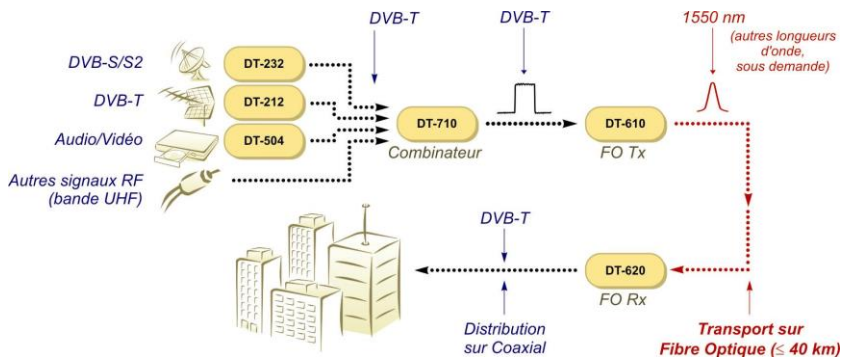 DVB-T
DVB-T
1550 nm
(autres longueurs
d'onde,
sous demande)
DVB-S/S2
DT-232
DVB-T
DT-212
Audio/Vidéo
DT-504
DT-710
Combinateur
DT-610
FO Tx
Autres signaux RF
(bande UHF)
DVB-T
DT-620
FO Rx
Distribution
sur Coaxial
Transport sur
Fibre Optique (≤ 40 km)